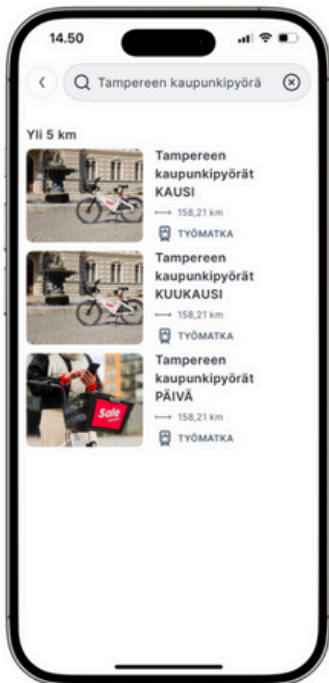 14.50
Tampereen kaupunkipyörä
Yli 5 km
Tampereen
kaupunkipyörät
KAUSI
158,21 km
TYÖMATKA
Tampereen
kaupunkipyörät
KUUKAUSI
158,21 km
TYÖMATKA
Tampereen
kaupunkipyörät
PÄIVÄ
Sale
158,21 km
TYÖMATKA